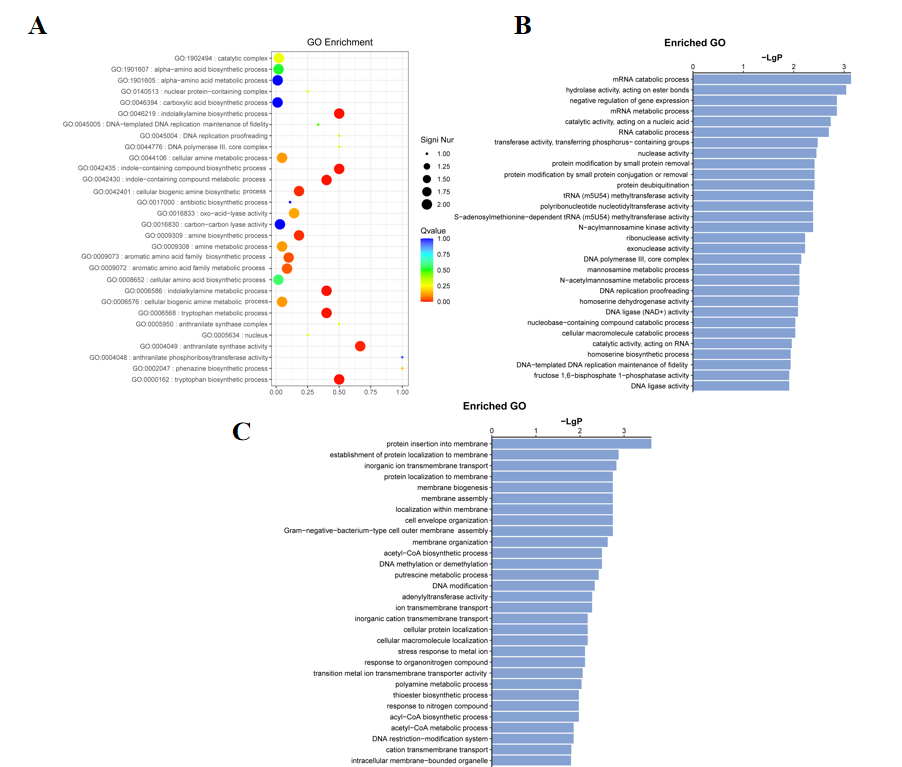 A
GO Enrichment
GO:1902494 : catalytic complex
GO:1901607 : alpha−amino acid biosynthetic process
GO:1901605 : alpha−amino acid metabolic process
GO:0140513 : nuclear protein−containing complex
GO:0046394 : carboxylic acid biosynthetic process
GO:0046219 : indolalkylamine biosynthetic process
GO:0045005 : DNA−templated DNA replication maintenance of fidelity
GO:0045004 : DNA replication proofreading
GO:0044776 : DNA polymerase III, core complex
GO:0044106 : cellular amine metabolic process
GO:0042435 : indole−containing compound biosynthetic process
GO:0042430 : indole−containing compound metabolic process
GO:0042401 : cellular biogenic amine biosynthetic process
GO:0017000 : antibiotic biosynthetic process
GO:0016833 : oxo−acid−lyase activity
GO:0016830 : carbon−carbon lyase activity
GO:0009309 : amine biosynthetic process
GO:0009308 : amine metabolic process
GO:0009073 : aromatic amino acid family biosynthetic process
GO:0009072 : aromatic amino acid family metabolic process
GO:0008652 : cellular amino acid biosynthetic process
GO:0006586 : indolalkylamine metabolic process
GO:0006576 : cellular biogenic amine metabolic process
GO:0006568 : tryptophan metabolic process
GO:0005950 : anthranilate synthase complex
GO:0005634 : nucleus
GO:0004049 : anthranilate synthase activity
GO:0004048 : anthranilate phosphoribosyltransferase activity
GO:0002047 : phenazine biosynthetic process
GO:0000162 : tryptophan biosynthetic process
0.00 0.25 0.50 0.75 1.00
Signi Nur
1.00
1.25
1.50
1.75
2.00
Qvalue
1.00
0.75
0.50
0.25
0.00
B
Enriched GO
−LgP
0 1 2 3
mRNA catabolic process
hydrolase activity, acting on ester bonds
negative regulation of gene expression
mRNA metabolic process
catalytic activity, acting on a nucleic acid
RNA catabolic process
transferase activity, transferring phosphorus− containing groups
nuclease activity
protein modification by small protein removal
protein modification by small protein conjugation or removal
protein deubiquitination
tRNA (m5U54) methyltransferase activity
polyribonucleotide nucleotidyltransferase activity
S−adenosylmethionine−dependent tRNA (m5U54) methyltransferase activity
N−acylmannosamine kinase activity
ribonuclease activity
exonuclease activity
DNA polymerase III, core complex
mannosamine metabolic process
N−acetylmannosamine metabolic process
DNA replication proofreading
homoserine dehydrogenase activity
DNA ligase (NAD+) activity
nucleobase−containing compound catabolic process
cellular macromolecule catabolic process
catalytic activity, acting on RNA
homoserine biosynthetic process
DNA−templated DNA replication maintenance of fidelity
fructose 1,6−bisphosphate 1−phosphatase activity
DNA ligase activity
C
Enriched GO
−LgP
0 1 2 3
protein insertion into membrane
establishment of protein localization to membrane
inorganic ion transmembrane transport
protein localization to membrane
membrane biogenesis
membrane assembly
localization within membrane
cell envelope organization
Gram−negative−bacterium−type cell outer membrane assembly
membrane organization
acetyl−CoA biosynthetic process
DNA methylation or demethylation
putrescine metabolic process
DNA modification
adenylyltransferase activity
ion transmembrane transport
inorganic cation transmembrane transport
cellular protein localization
cellular macromolecule localization
stress response to metal ion
response to organonitrogen compound
transition metal ion transmembrane transporter activity
polyamine metabolic process
thioester biosynthetic process
response to nitrogen compound
acyl−CoA biosynthetic process
acetyl−CoA metabolic process
DNA restriction−modification system
cation transmembrane transport
intracellular membrane−bounded organelle